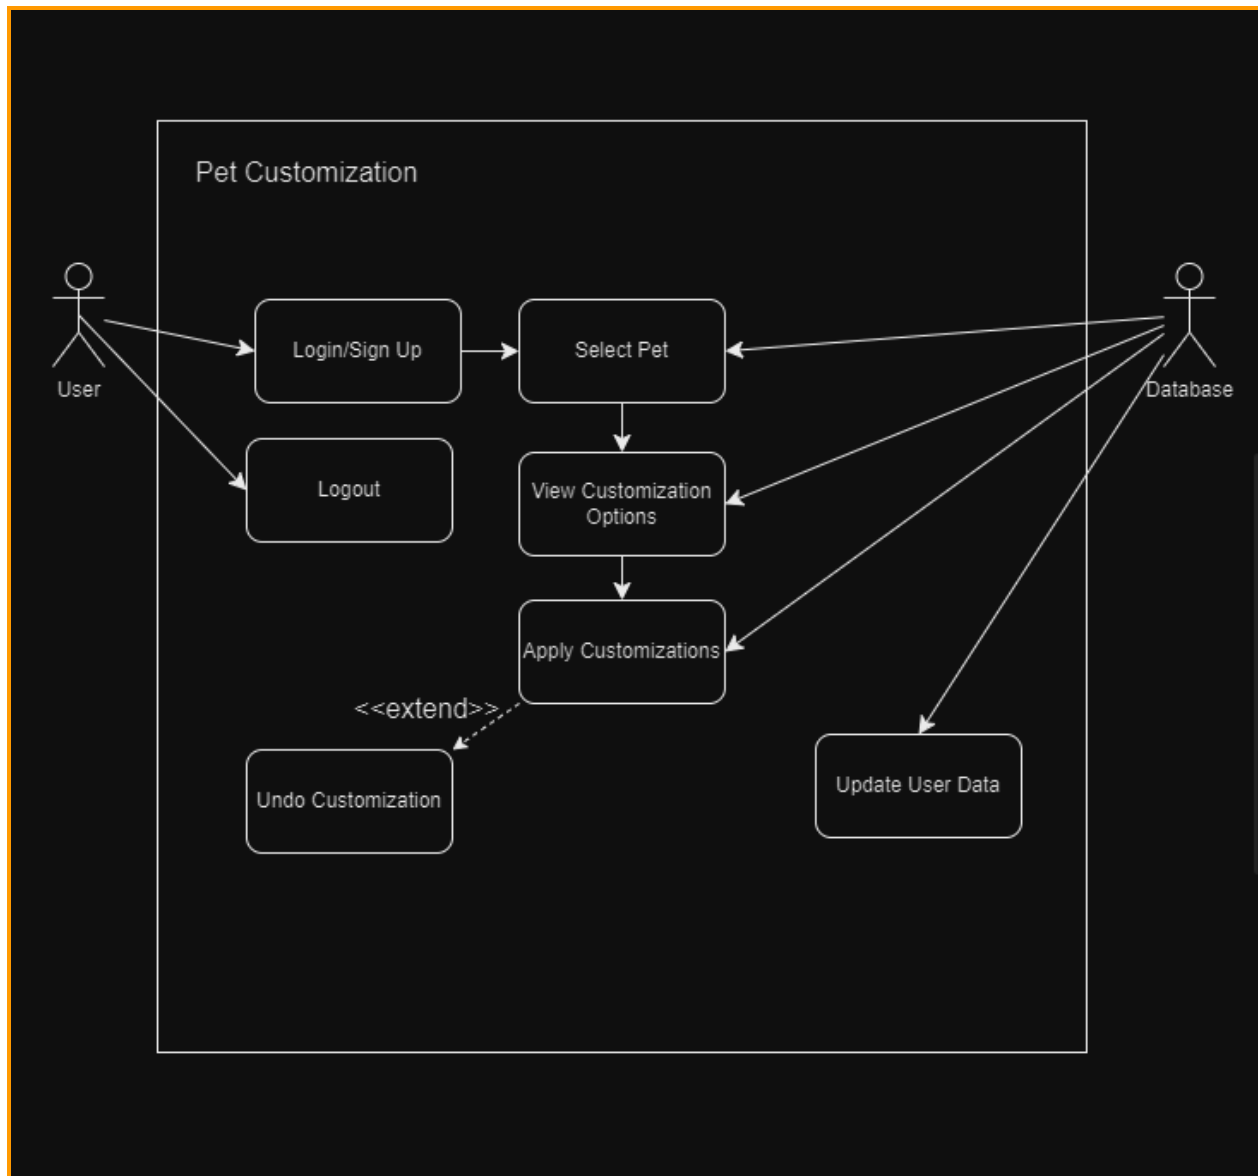 Pet Customization
User
Login/Sign Up
Select Pet
Database
Logout
View Customization
Options
Apply Customizations
<<extend>>
Undo Customization
Update User Data